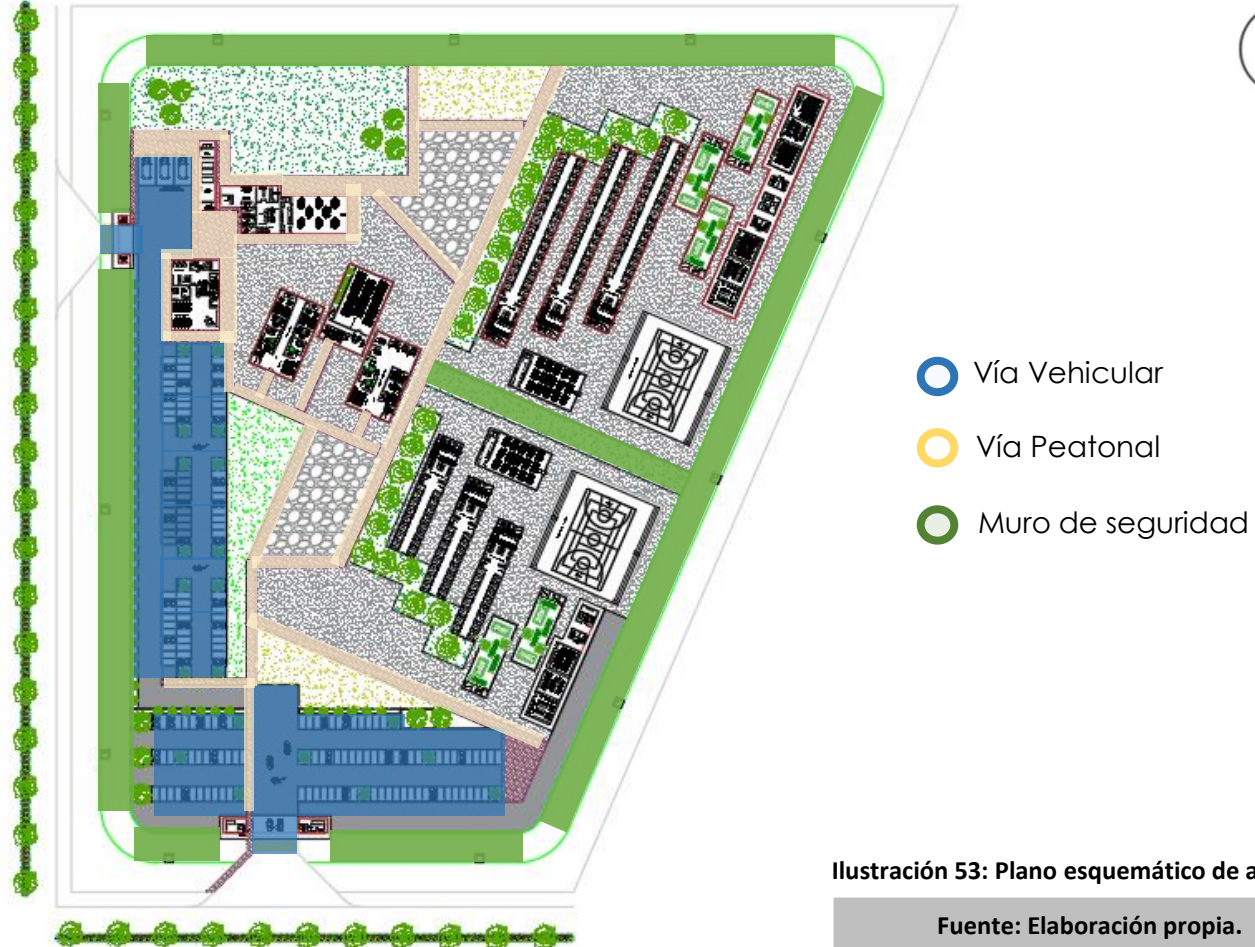 Vía Vehicular
Vía Peatonal
Muro de seguridad
Ilustración 53: Plano esquemático de a
Fuente: Elaboración propia.